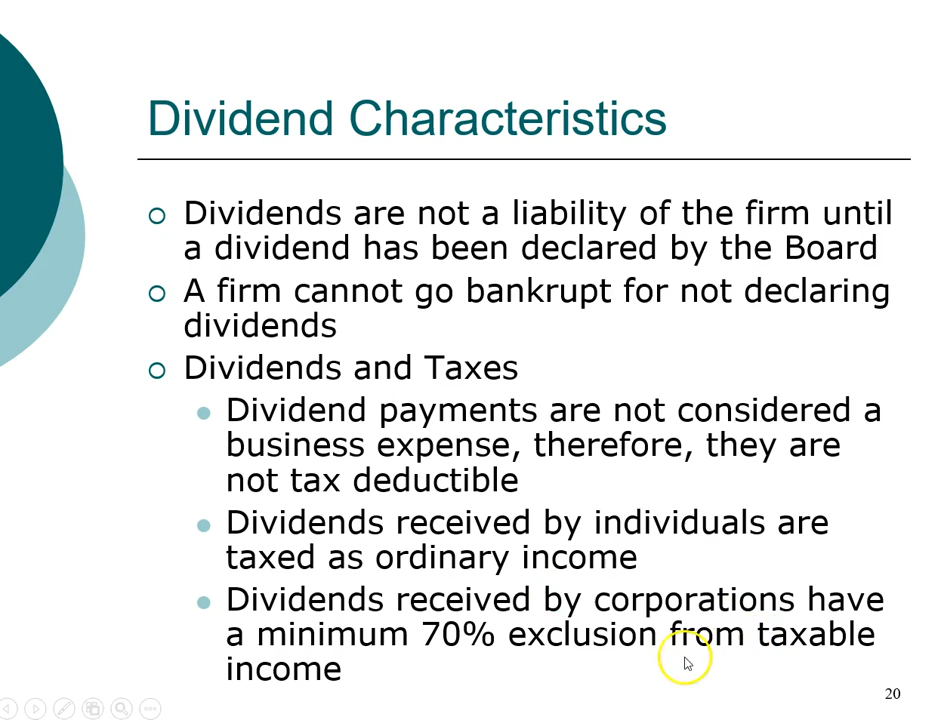 Dividend Characteristics
Dividends are not a liability of the firm until
a dividend has been declared by the Board
A firm cannot go bankrupt for not declaring
dividends
Dividends and Taxes
Dividend payments are not considered a
business expense, therefore, they are
not tax deductible
Dividends received by individuals are
taxed as ordinary income
Dividends received by corporations have
a minimum 70% exclusion from taxable
income
20